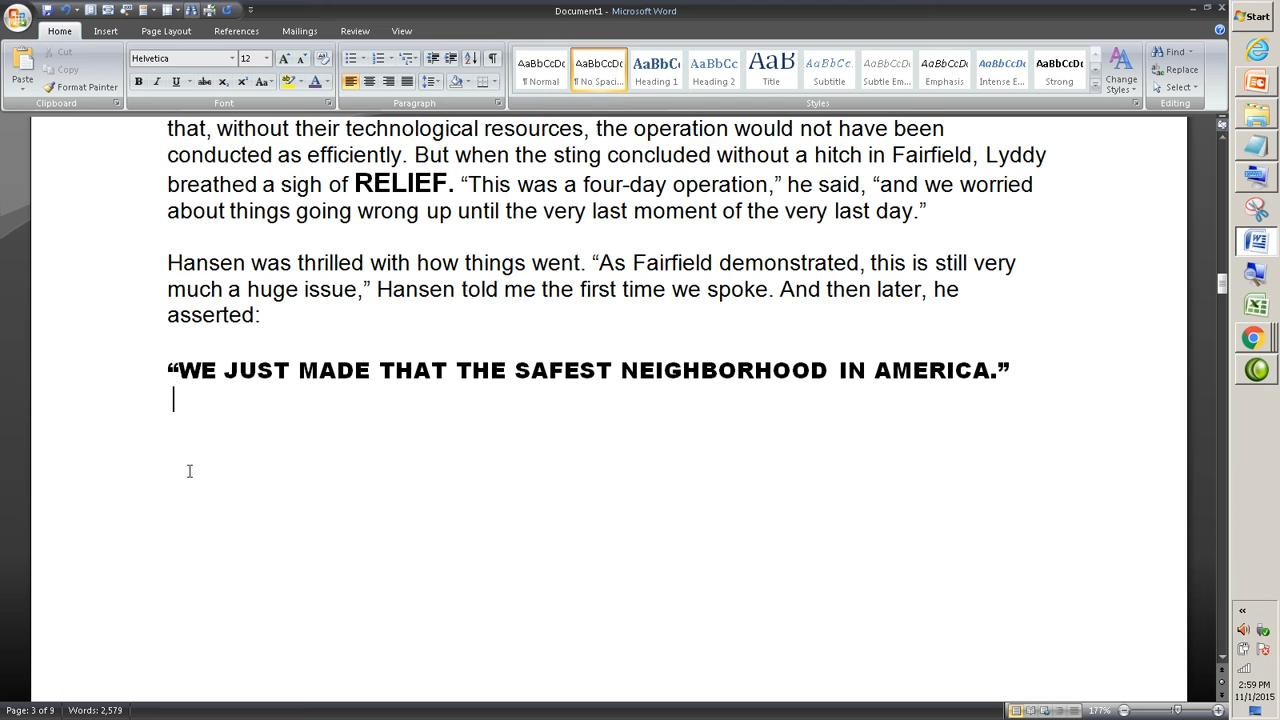 Document1 - Microsoft Word
Home Insert Page Layout References Mailings Review View
Start
Paste
Cut
Copy
Format Painter
Clipboard
Helvetica 12
B I U abc X₂ X² Aa
Font
Paragraph
AaBbCcDc AaBbCcDc AaBbC AaBbCc AaB AaBbCc. AaBbCcDc AaBbCcDc AaBbCcDc AaBbCcDc
¶ Normal ¶ No Spaci... Heading 1 Heading 2 Title Subtitle Subtle Em... Emphasis Intense E... Strong
Styles
Change
Styles
Find
Replace
Select
Editing
that, without their technological resources, the operation would not have been
conducted as efficiently. But when the sting concluded without a hitch in Fairfield, Lyddy
breathed a sigh of RELIEF. “This was a four-day operation,” he said, “and we worried
about things going wrong up until the very last moment of the very last day.”
Hansen was thrilled with how things went. “As Fairfield demonstrated, this is still very
much a huge issue,” Hansen told me the first time we spoke. And then later, he
asserted:
“WE JUST MADE THAT THE SAFEST NEIGHBORHOOD IN AMERICA.”
2:59 PM
11/1/2015
Page: 3 of 9 Words: 2,579
177%